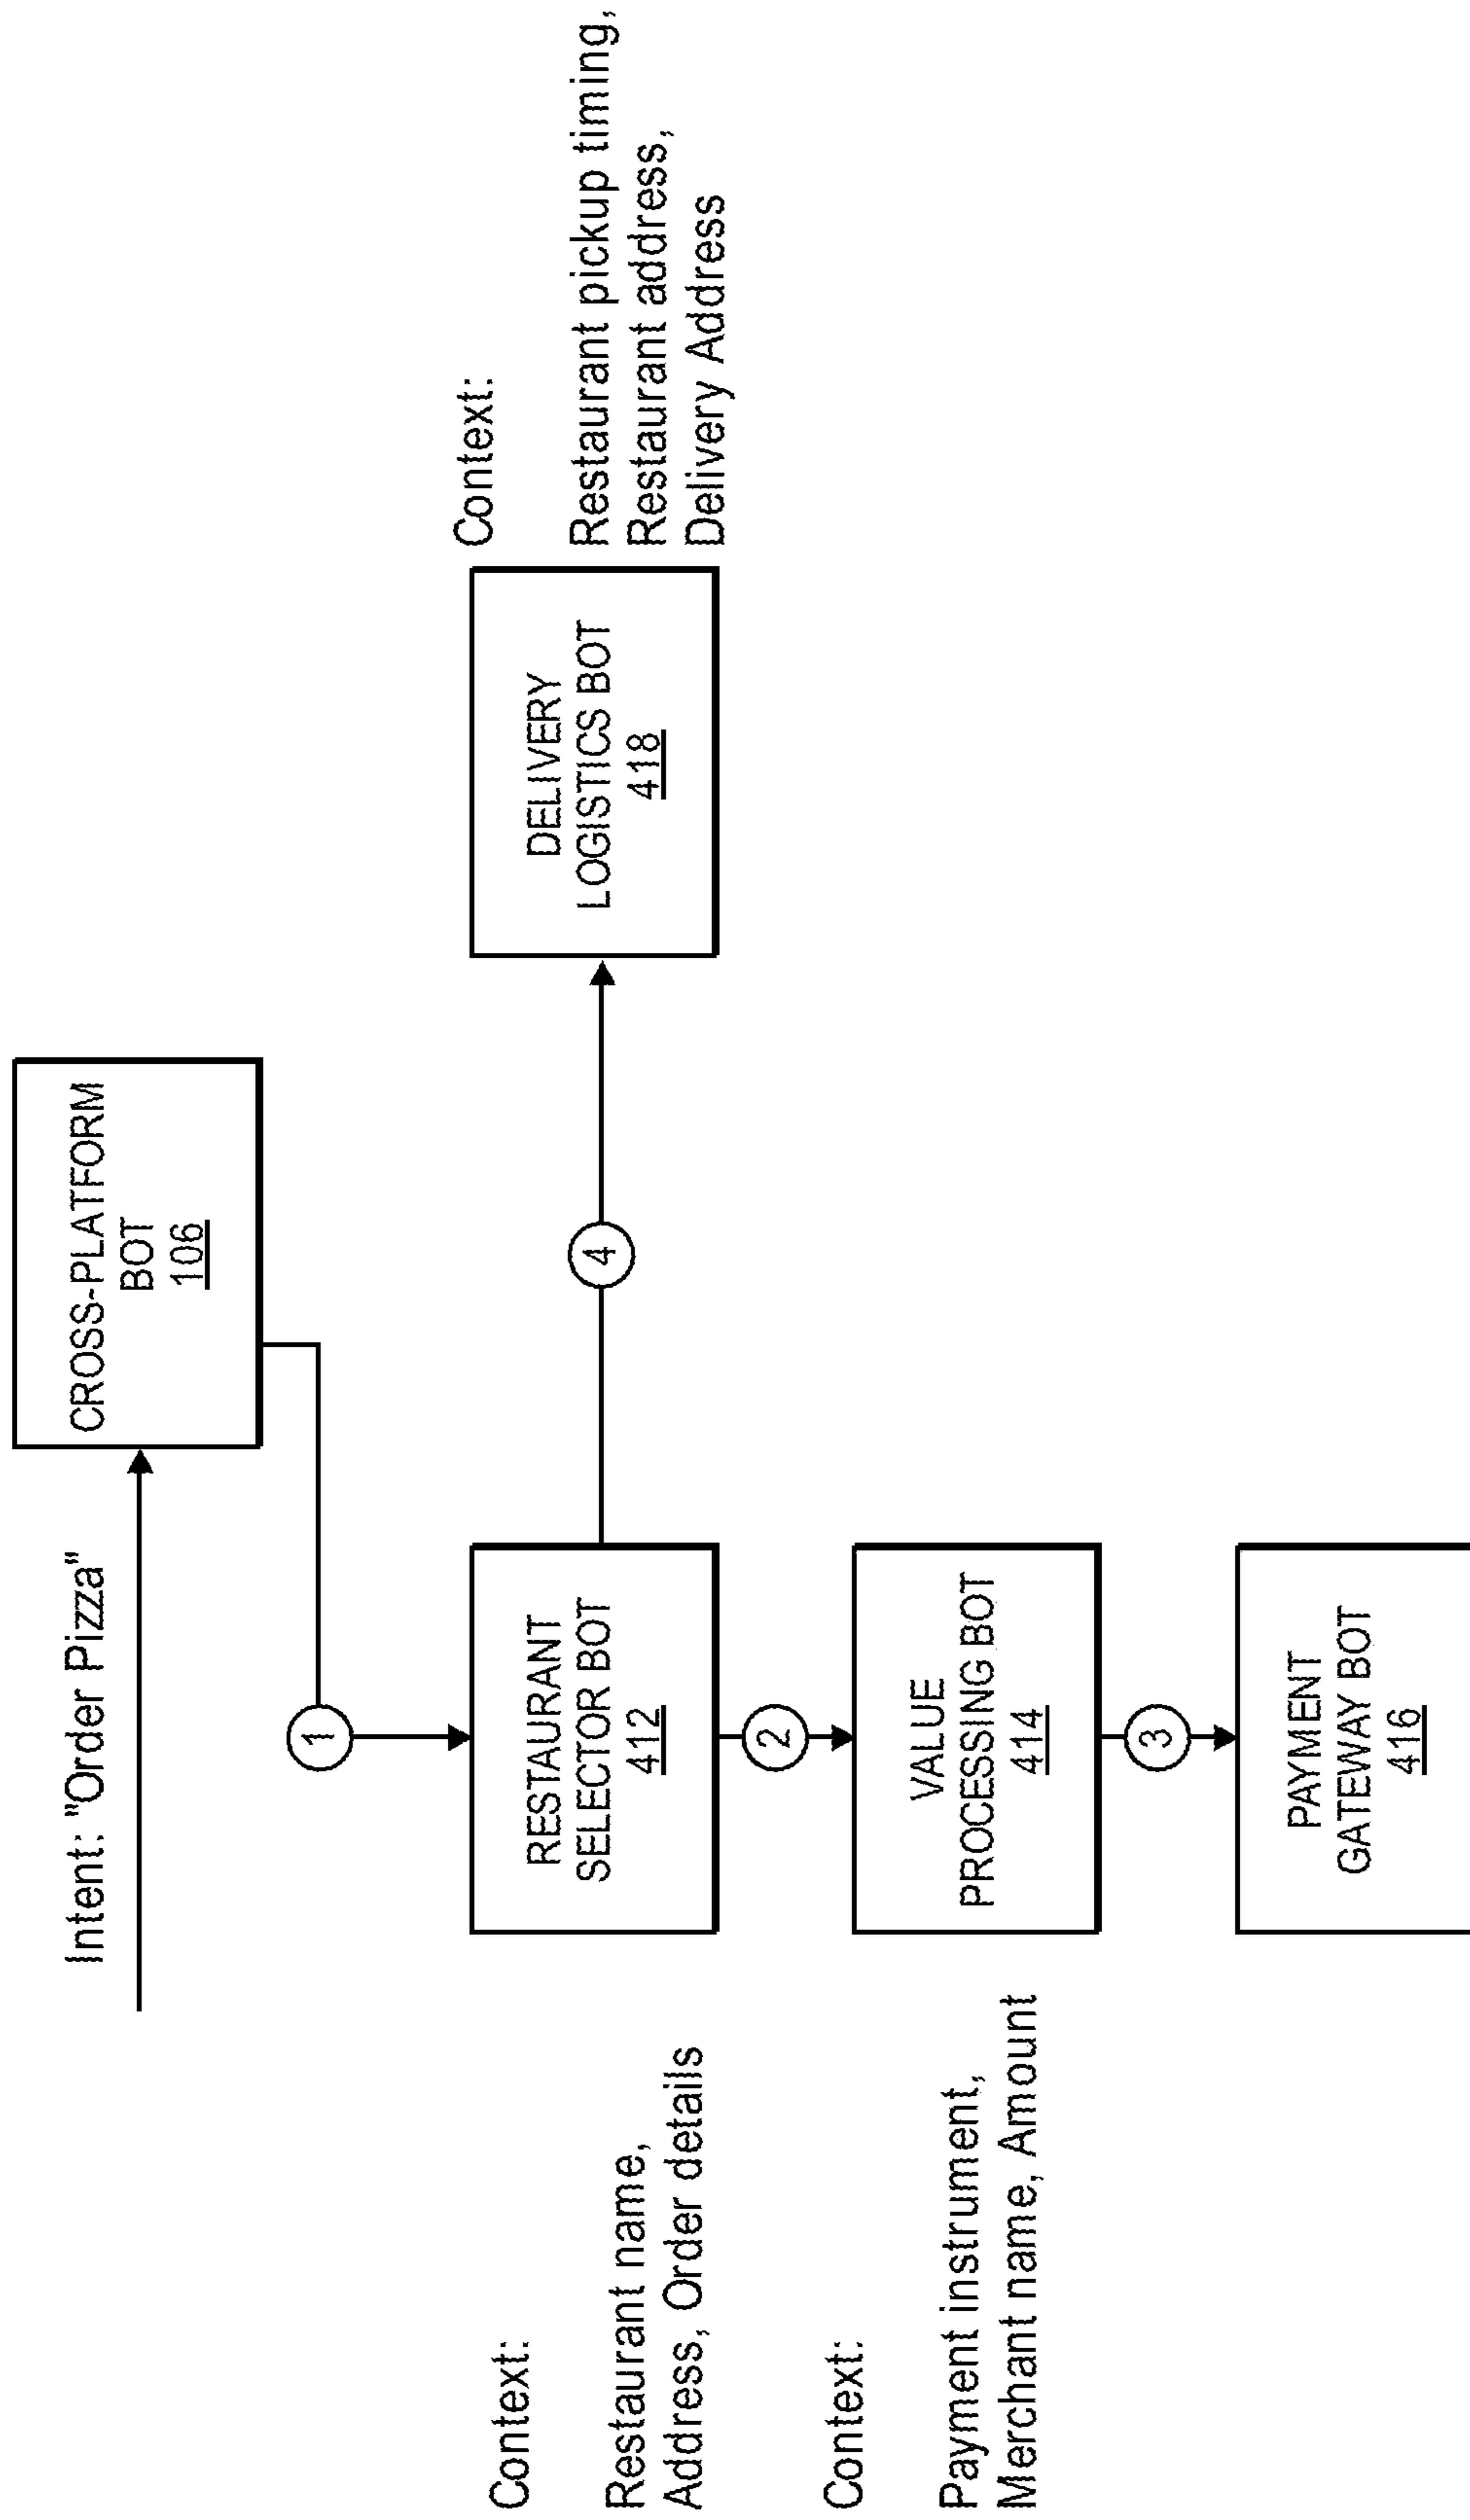 Intent: "Order Pizza"
CROSS-PLATFORM
BOT
106
1
Context:
Restaurant name,
Address, Order details
RESTAURANT
SELECTOR BOT
412
4
DELIVERY
LOGISTICS BOT
418
Context:
Restaurant pickup timing,
Restaurant address,
Delivery Address
2
Context:
Payment instrument,
Merchant name, Amount
VALUE
PROCESSING BOT
414
3
PAYMENT
GATEWAY BOT
416